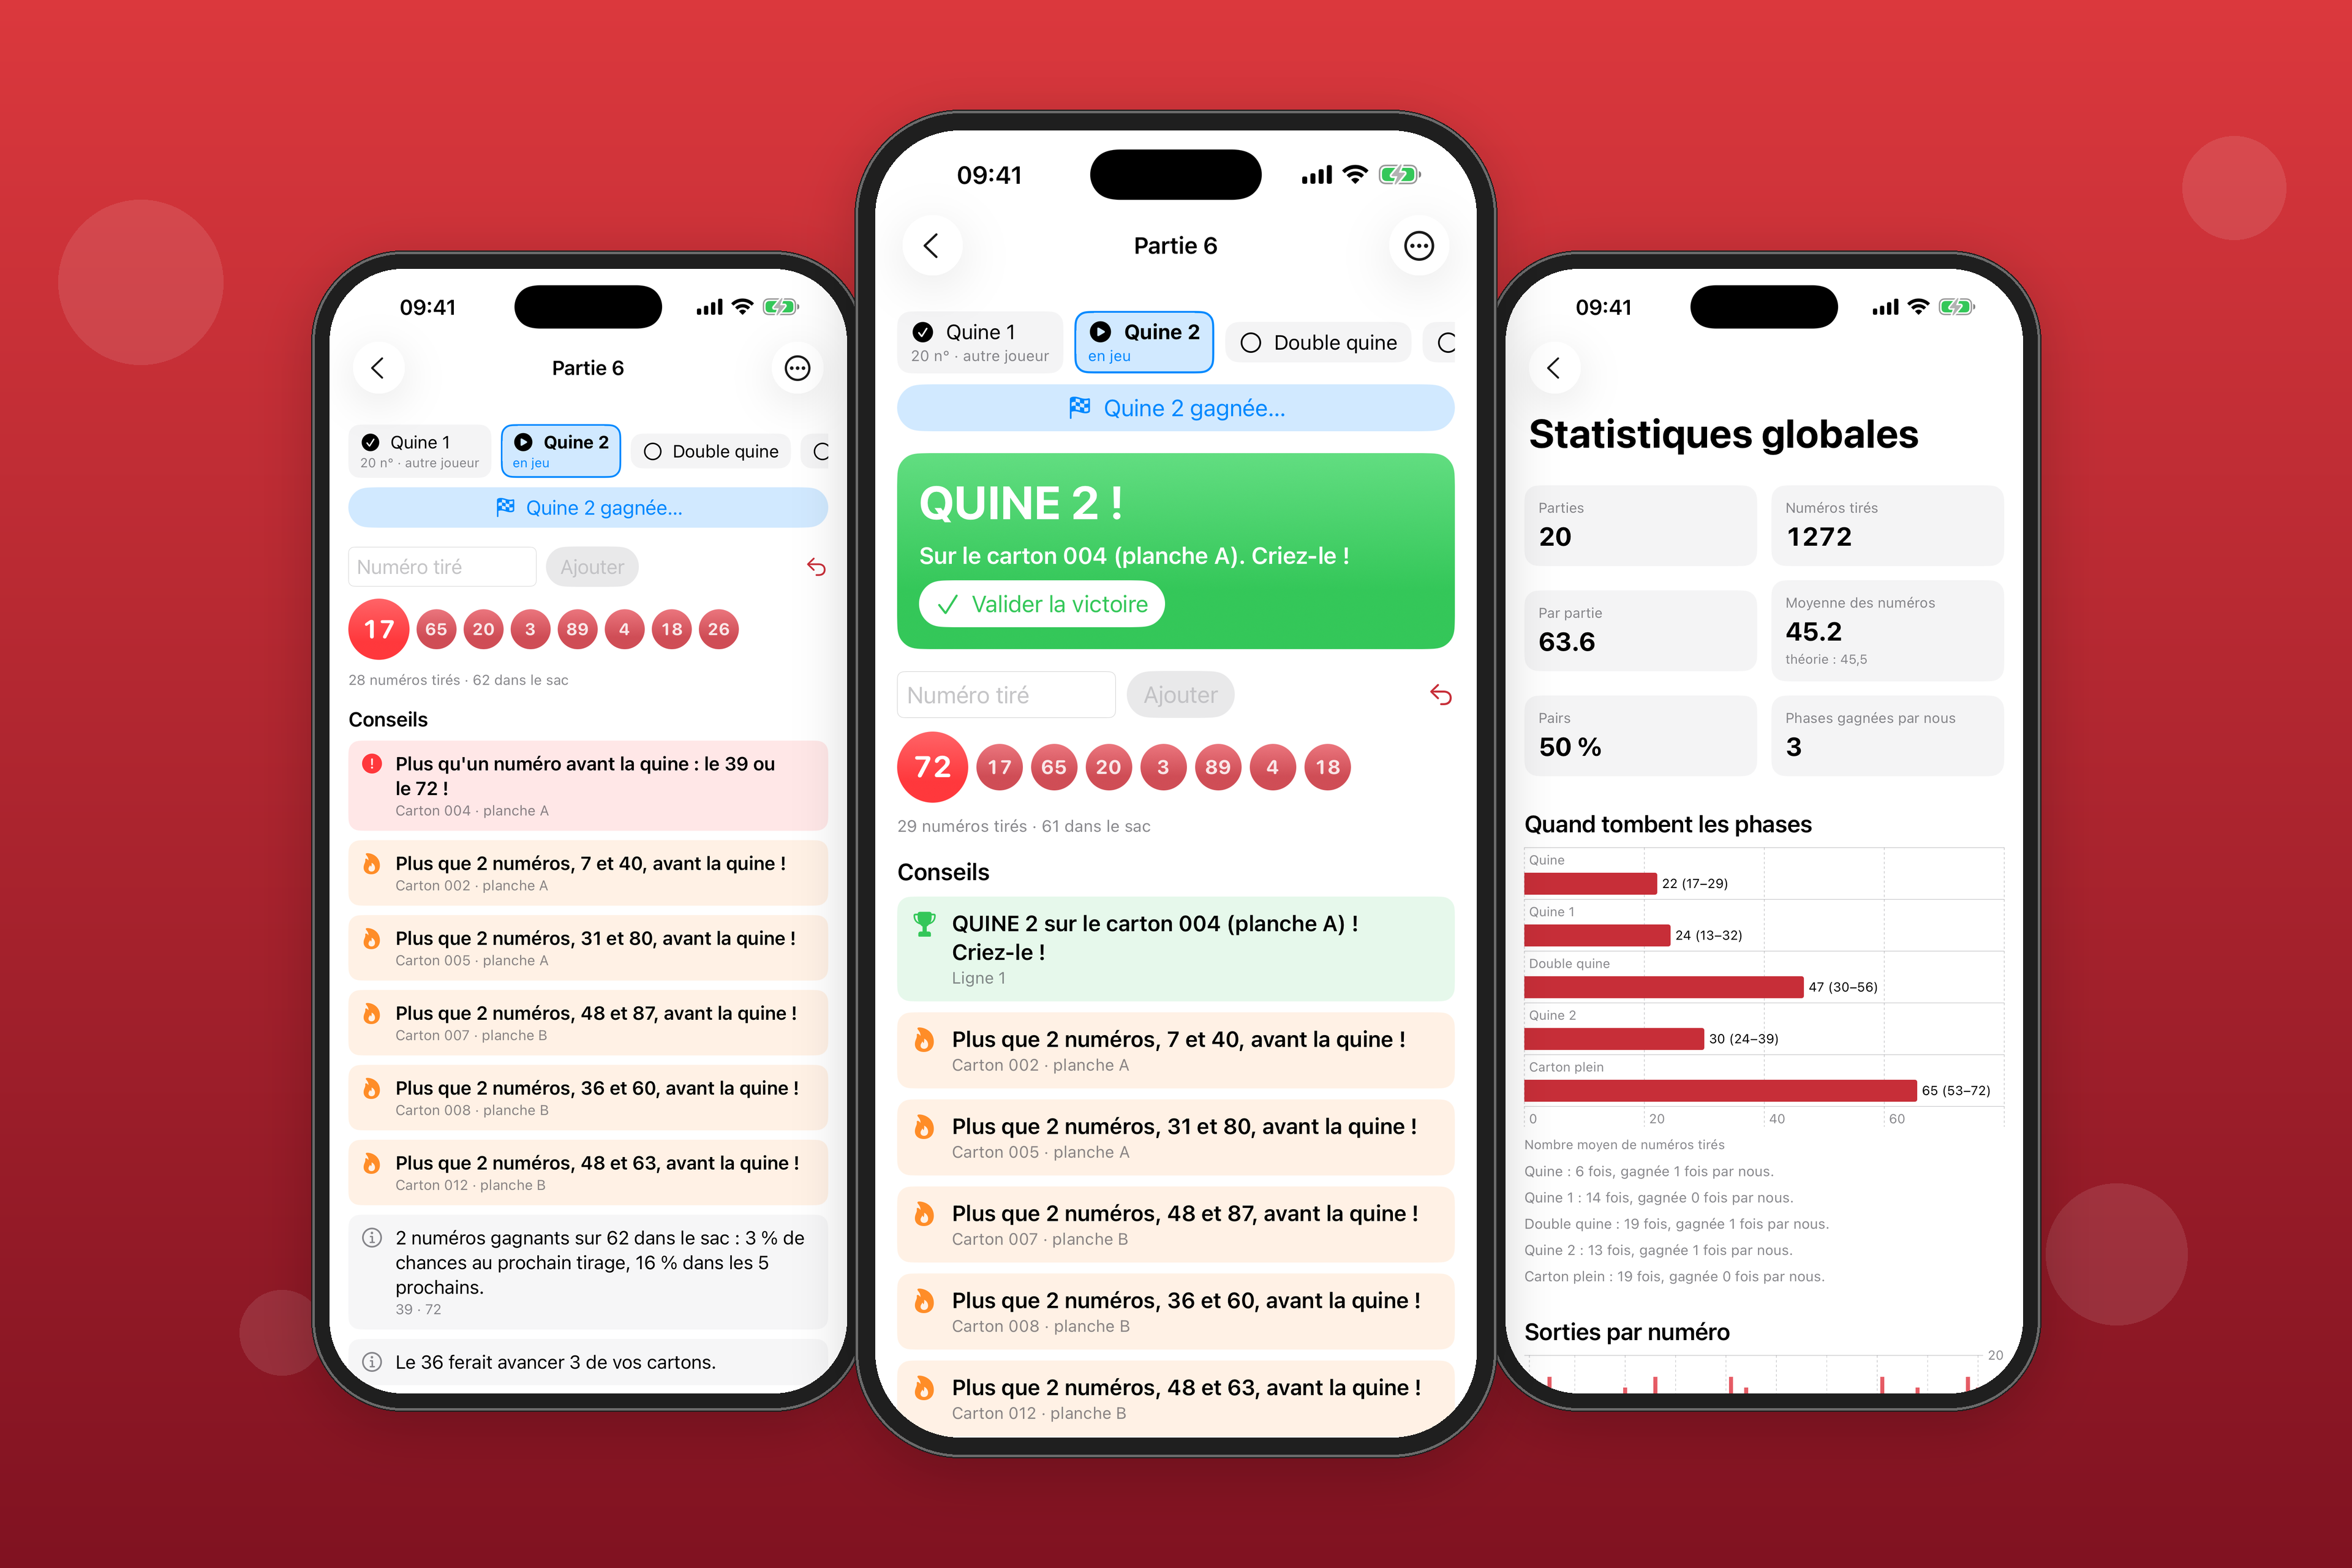 09:41
Partie 6
Quine 1
20 n° · autre joueur
Quine 2
en jeu
Double quine
Quine 2 gagnée...
Numéro tiré
Ajouter
17 65 20 3 89 4 18 26
28 numéros tirés · 62 dans le sac
Conseils
Plus qu'un numéro avant la quine : le 39 ou
le 72 !
Carton 004 · planche A
Plus que 2 numéros, 7 et 40, avant la quine !
Carton 002 · planche A
Plus que 2 numéros, 31 et 80, avant la quine !
Carton 005 · planche A
Plus que 2 numéros, 48 et 87, avant la quine !
Carton 007 · planche B
Plus que 2 numéros, 36 et 60, avant la quine !
Carton 008 · planche B
Plus que 2 numéros, 48 et 63, avant la quine !
Carton 012 · planche B
2 numéros gagnants sur 62 dans le sac : 3 % de
chances au prochain tirage, 16 % dans les 5
prochains.
39 · 72
Le 36 ferait avancer 3 de vos cartons.
09:41
Partie 6
Quine 1
20 n° · autre joueur
Quine 2
en jeu
Double quine
Quine 2 gagnée...
QUINE 2 !
Sur le carton 004 (planche A). Criez-le !
Valider la victoire
Numéro tiré
Ajouter
72 17 65 20 3 89 4 18
29 numéros tirés · 61 dans le sac
Conseils
QUINE 2 sur le carton 004 (planche A) !
Criez-le !
Ligne 1
Plus que 2 numéros, 7 et 40, avant la quine !
Carton 002 · planche A
Plus que 2 numéros, 31 et 80, avant la quine !
Carton 005 · planche A
Plus que 2 numéros, 48 et 87, avant la quine !
Carton 007 · planche B
Plus que 2 numéros, 36 et 60, avant la quine !
Carton 008 · planche B
Plus que 2 numéros, 48 et 63, avant la quine !
Carton 012 · planche B
09:41
Statistiques globales
Parties
20
Numéros tirés
1272
Par partie
63.6
Moyenne des numéros
45.2
théorie : 45,5
Pairs
50 %
Phases gagnées par nous
3
Quand tombent les phases
Quine
22 (17–29)
Quine 1
24 (13–32)
Double quine
47 (30–56)
Quine 2
30 (24–39)
Carton plein
65 (53–72)
0 20 40 60
Nombre moyen de numéros tirés
Quine : 6 fois, gagnée 1 fois par nous.
Quine 1 : 14 fois, gagnée 0 fois par nous.
Double quine : 19 fois, gagnée 1 fois par nous.
Quine 2 : 13 fois, gagnée 1 fois par nous.
Carton plein : 19 fois, gagnée 0 fois par nous.
Sorties par numéro
20